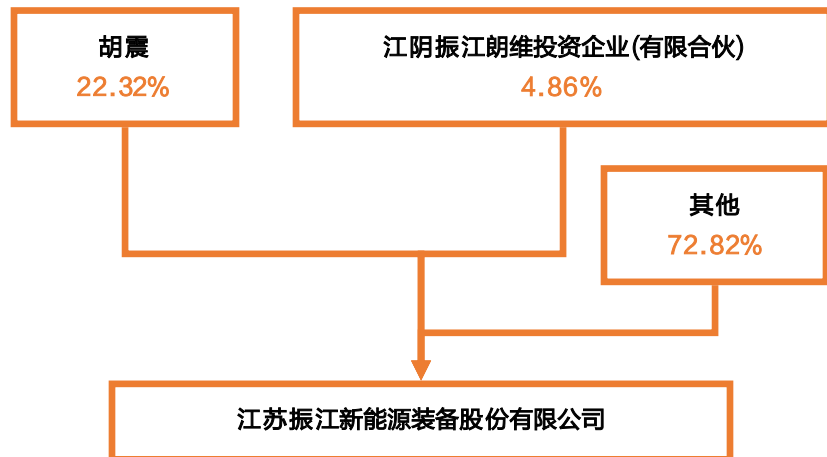 胡震
22.32%
江阴振江朗维投资企业(有限合伙)
4.86%
其他
72.82%
江苏振江新能源装备股份有限公司